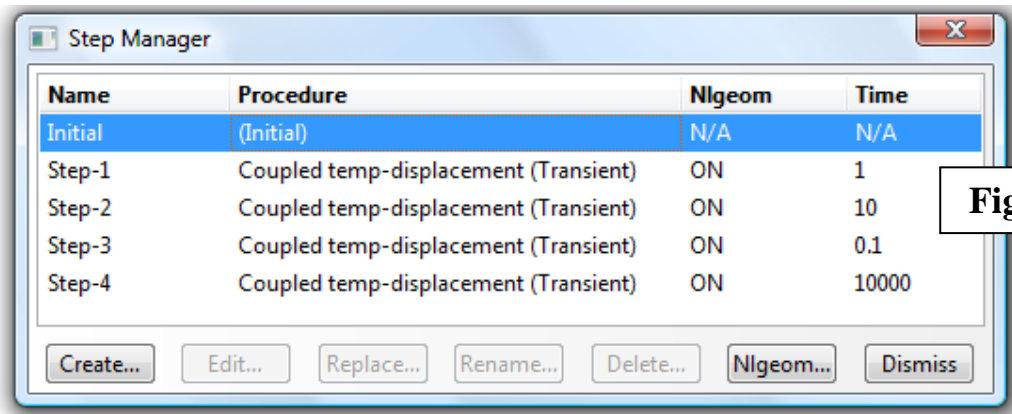 Step Manager
Name Procedure Nlgeom Time
Initial (Initial) N/A N/A
Step-1 Coupled temp-displacement (Transient) ON 1
Step-2 Coupled temp-displacement (Transient) ON 10
Step-3 Coupled temp-displacement (Transient) ON 0.1
Step-4 Coupled temp-displacement (Transient) ON 10000
Fig
Create... Edit... Replace... Rename... Delete... Nlgeom... Dismiss